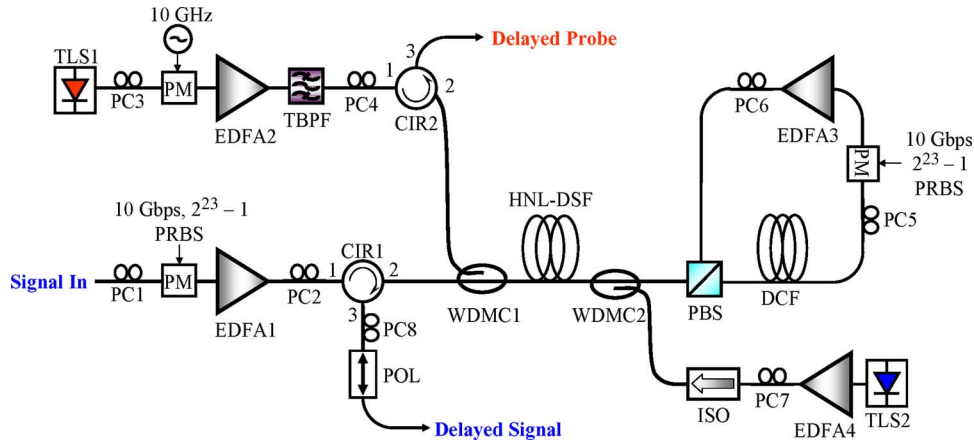 10 GHz
TLS1
PC3
PM
EDFA2
TBPF
PC4
1
3
2
CIR2
Delayed Probe
PC6
EDFA3
PM
10 Gbps
2²³ – 1
PRBS
PC5
HNL-DSF
10 Gbps, 2²³ – 1
PRBS
Signal In
PC1
PM
EDFA1
PC2
CIR1
1
2
3
PC8
POL
Delayed Signal
WDMC1
WDMC2
PBS
DCF
ISO
PC7
EDFA4
TLS2